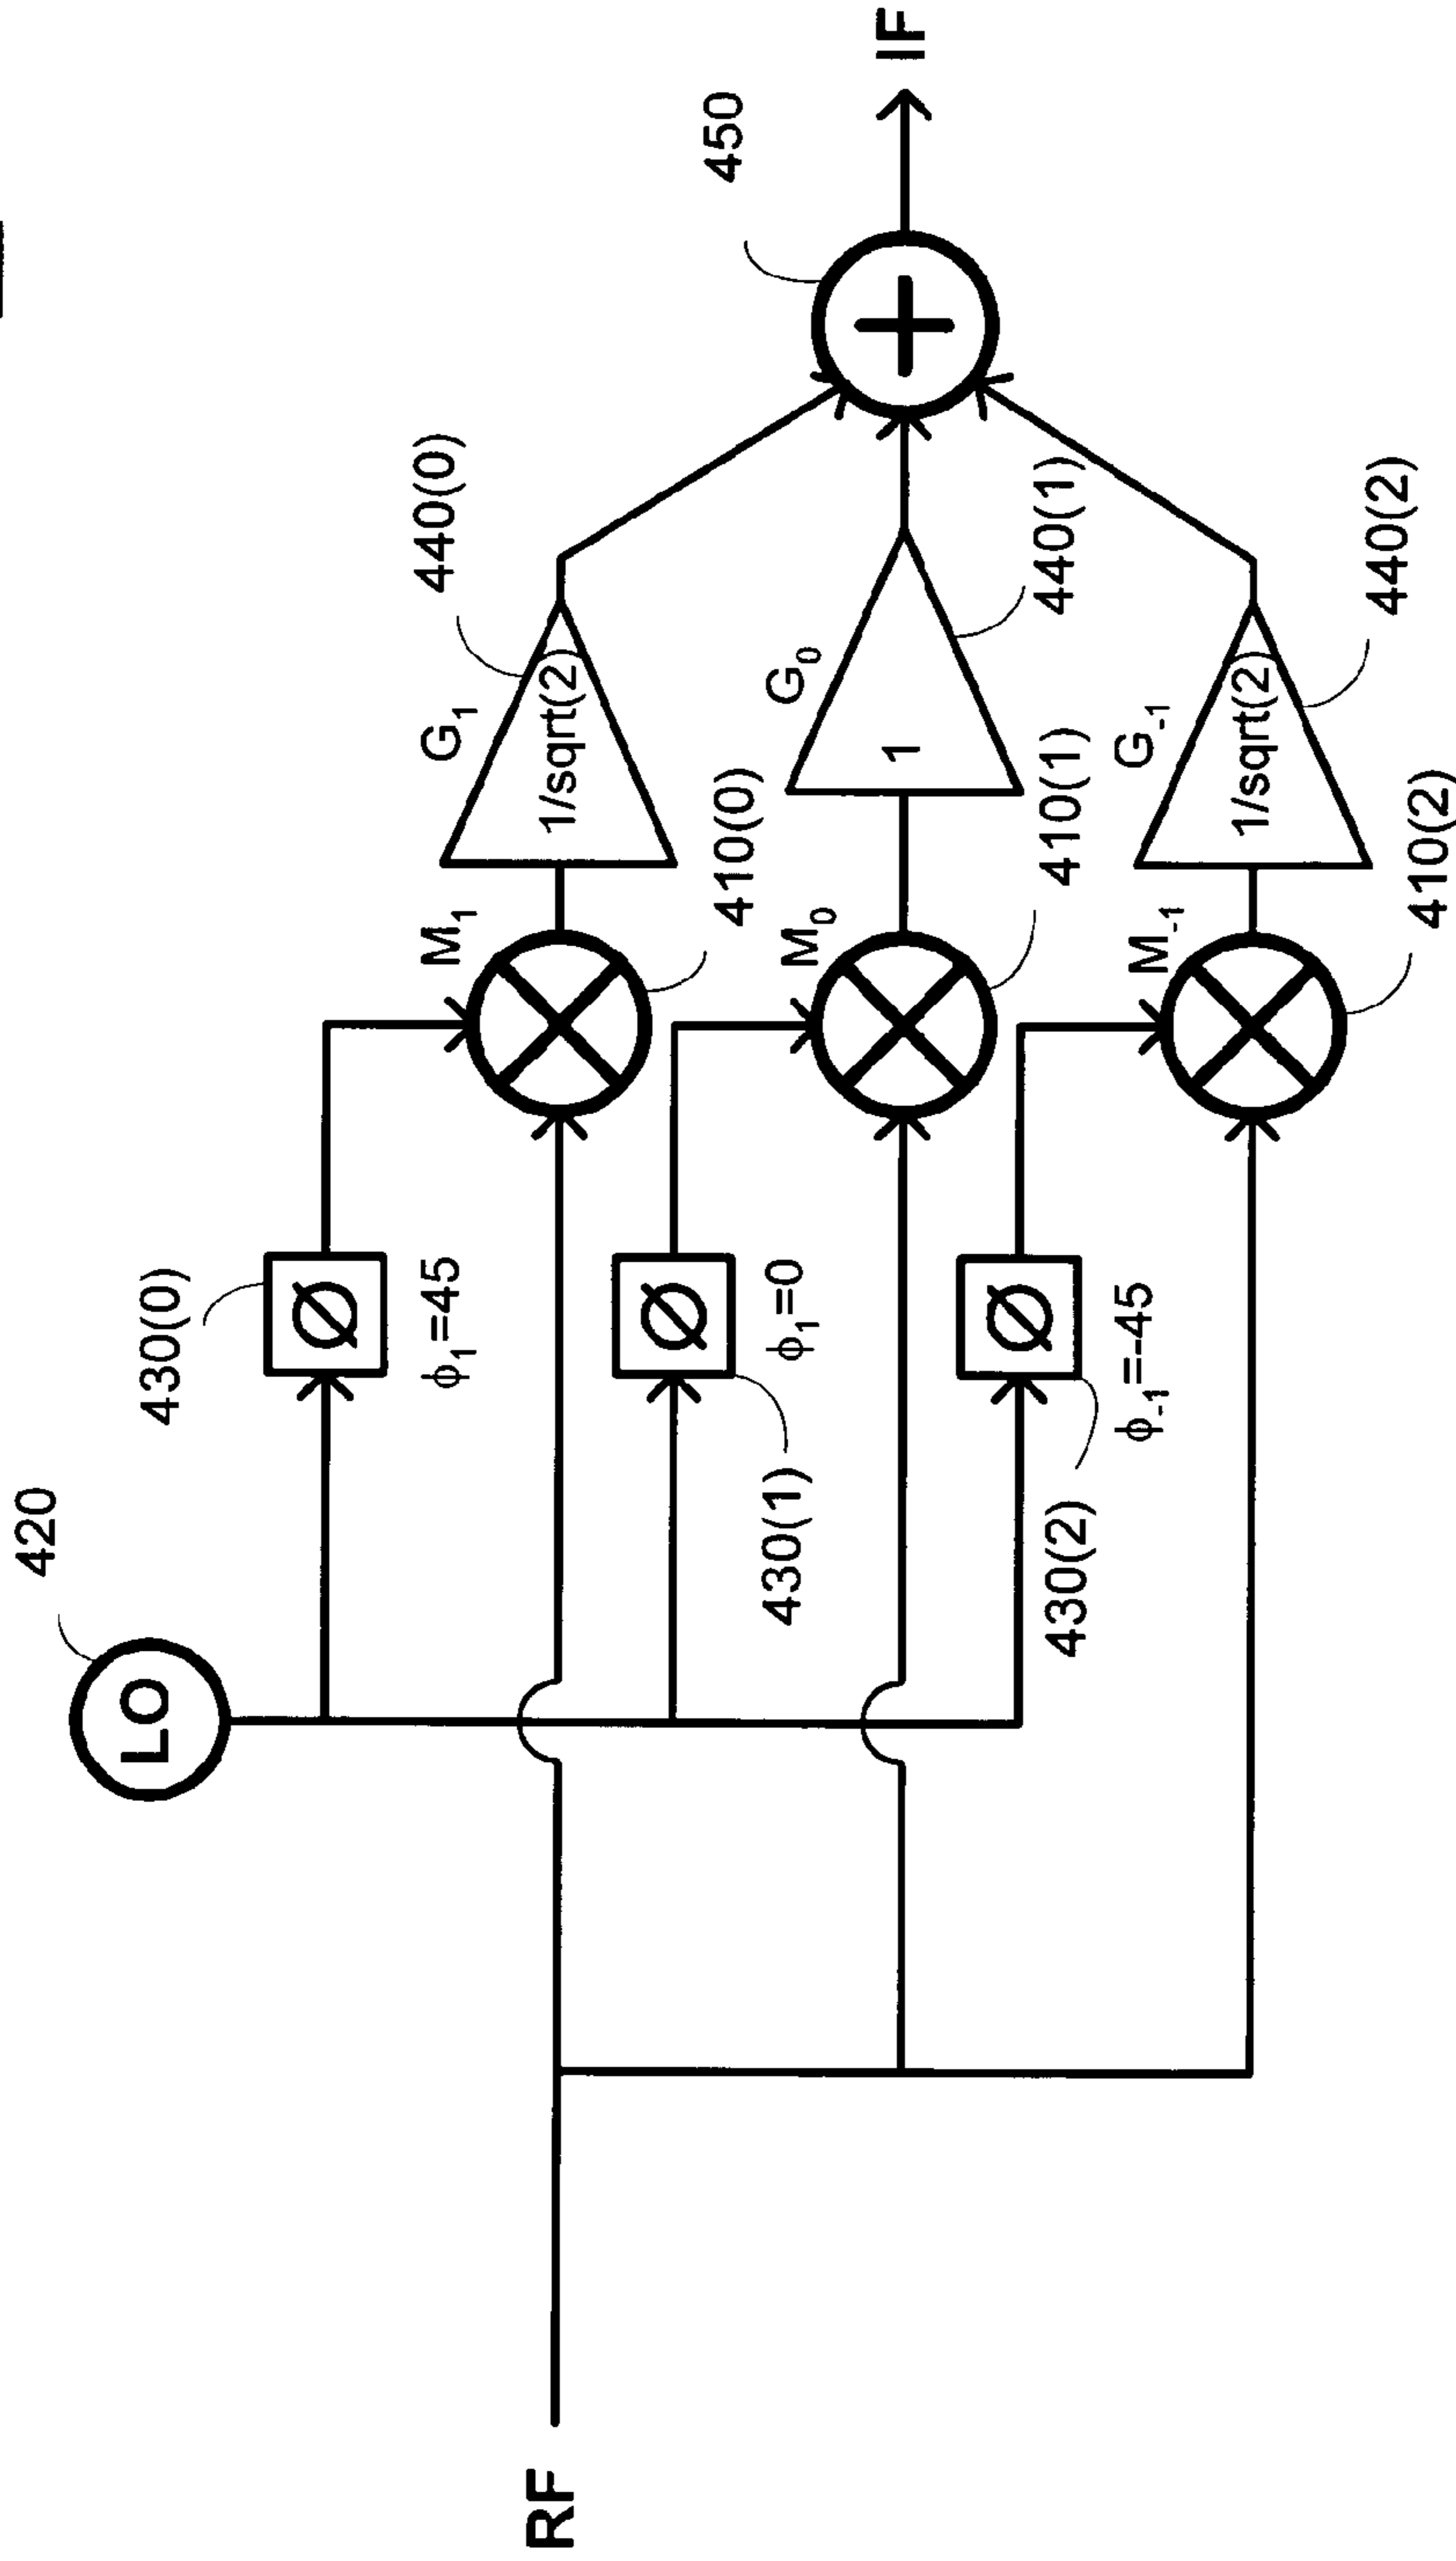 420
LO
430(0)
ϕ1=45
M1
410(0)
G1
1/sqrt(2)
440(0)
RF
430(1)
ϕ1=0
M0
410(1)
G0
1
440(1)
450
IF
430(2)
ϕ-1=-45
M-1
410(2)
G-1
1/sqrt(2)
440(2)